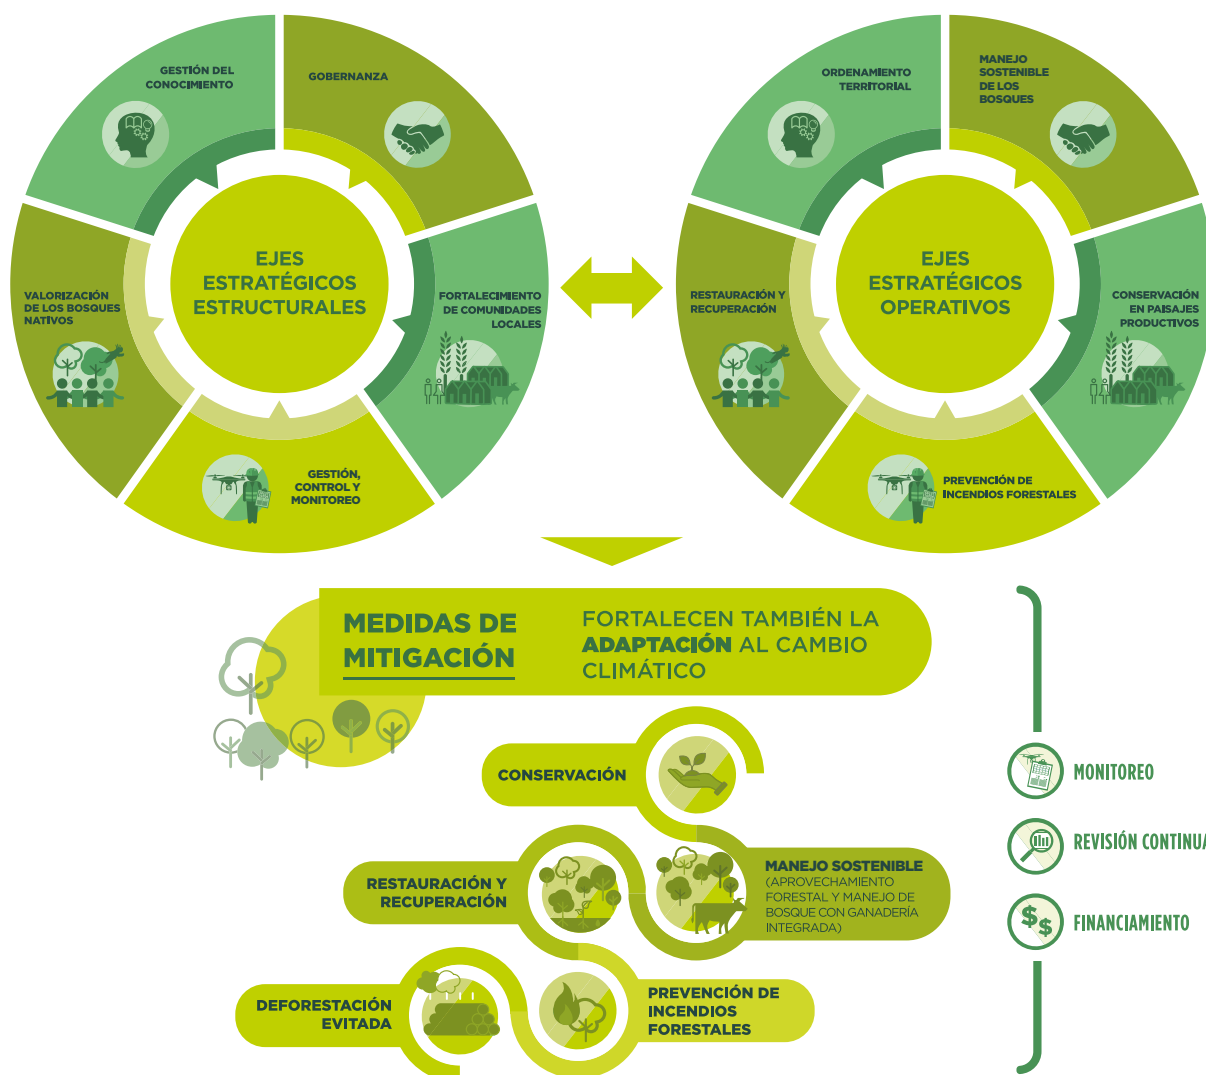 GESTIÓN DEL
CONOCIMIENTO
GOBERNANZA
VALORIZACIÓN
DE LOS BOSQUES
NATIVOS
EJES
ESTRATÉGICOS
ESTRUCTURALES
FORTALECIMIENTO
DE COMUNIDADES
LOCALES
GESTIÓN,
CONTROL Y
MONITOREO
ORDENAMIENTO
TERRITORIAL
MANEJO
SOSTENIBLE
DE LOS
BOSQUES
RESTAURACIÓN Y
RECUPERACIÓN
EJES
ESTRATÉGICOS
OPERATIVOS
CONSERVACIÓN
EN PAISAJES
PRODUCTIVOS
PREVENCIÓN DE
INCENDIOS FORESTALES
MEDIDAS DE
MITIGACIÓN
FORTALECEN TAMBIÉN LA
ADAPTACIÓN AL CAMBIO
CLIMÁTICO
CONSERVACIÓN
RESTAURACIÓN Y
RECUPERACIÓN
MANEJO SOSTENIBLE
(APROVECHAMIENTO
FORESTAL Y MANEJO DE
BOSQUE CON GANADERÍA
INTEGRADA)
DEFORESTACIÓN
EVITADA
PREVENCIÓN DE
INCENDIOS
FORESTALES
MONITOREO
REVISIÓN CONTINUA
$ $
FINANCIAMIENTO